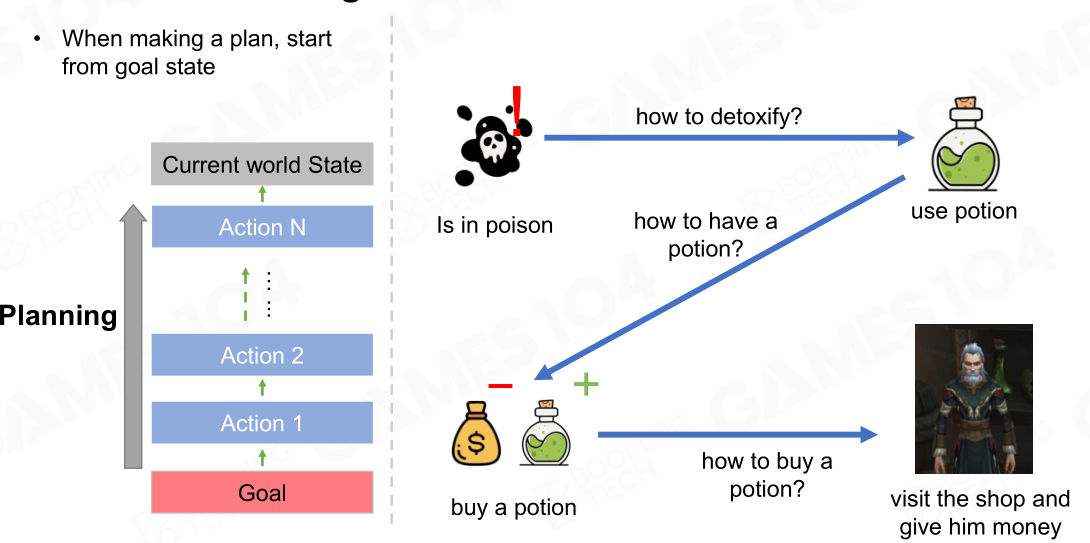 • When making a plan, start
from goal state
Current world State
Action N
Planning
Action 2
Action 1
Goal
how to detoxify?
Is in poison
use potion
how to have a
potion?
$
buy a potion
how to buy a
potion?
visit the shop and
give him money
GAMES104
BOOMING
TECH